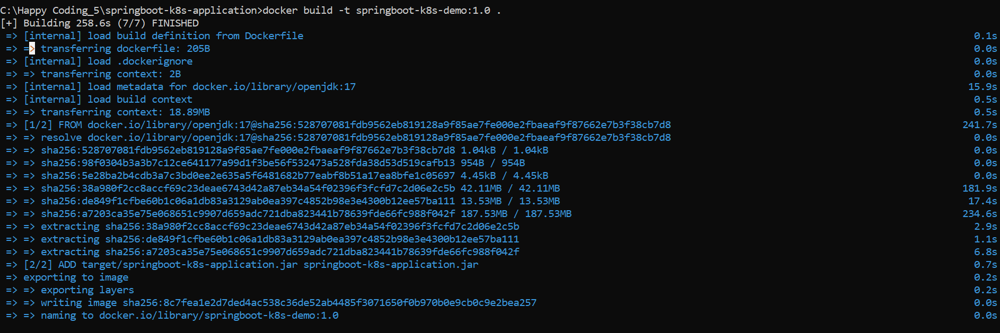 C:\Happy Coding_5\springboot-k8s-application>docker build -t springboot-k8s-demo:1.0 .
[+] Building 258.6s (7/7) FINISHED
=> [internal] load build definition from Dockerfile 0.1s
=> => transferring dockerfile: 205B 0.0s
=> [internal] load .dockerignore 0.0s
=> => transferring context: 2B 0.0s
=> [internal] load metadata for docker.io/library/openjdk:17 15.9s
=> [internal] load build context 0.5s
=> => transferring context: 18.89MB 0.5s
=> [1/2] FROM docker.io/library/openjdk:17@sha256:528707081fdb9562eb819128a9f85ae7fe000e2fbaeaf9f87662e7b3f38cb7d8 241.7s
=> => resolve docker.io/library/openjdk:17@sha256:528707081fdb9562eb819128a9f85ae7fe000e2fbaeaf9f87662e7b3f38cb7d8 0.0s
=> => sha256:528707081fdb9562eb819128a9f85ae7fe000e2fbaeaf9f87662e7b3f38cb7d8 1.04kB / 1.04kB 0.0s
=> => sha256:98f0304b3a3b7c12ce641177a99d1f3be56f532473a528fda38d53d519cafb13 954B / 954B 0.0s
=> => sha256:5e28ba2b4cdb3a7c3bd0ee2e635a5f6481682b77eabf8b51a17ea8bfe1c05697 4.45kB / 4.45kB 0.0s
=> => sha256:38a980f2cc8accf69c23deae6743d42a87eb34a54f02396f3fcfd7c2d06e2c5b 42.11MB / 42.11MB 181.9s
=> => sha256:de849f1cfbe60b1c06a1db83a3129ab0ea397c4852b98e3e4300b12ee57ba111 13.53MB / 13.53MB 17.4s
=> => sha256:a7203ca35e75e068651c9907d659adc721dba823441b78639fde66fc988f042f 187.53MB / 187.53MB 234.6s
=> => extracting sha256:38a980f2cc8accf69c23deae6743d42a87eb34a54f02396f3fcfd7c2d06e2c5b 2.9s
=> => extracting sha256:de849f1cfbe60b1c06a1db83a3129ab0ea397c4852b98e3e4300b12ee57ba111 1.1s
=> => extracting sha256:a7203ca35e75e068651c9907d659adc721dba823441b78639fde66fc988f042f 6.8s
=> [2/2] ADD target/springboot-k8s-application.jar springboot-k8s-application.jar 0.7s
=> exporting to image 0.2s
=> => exporting layers 0.2s
=> => writing image sha256:8c7fea1e2d7ded4ac538c36de52ab4485f3071650f0b970b0e9cb0c9e2bea257 0.0s
=> => naming to docker.io/library/springboot-k8s-demo:1.0 0.0s